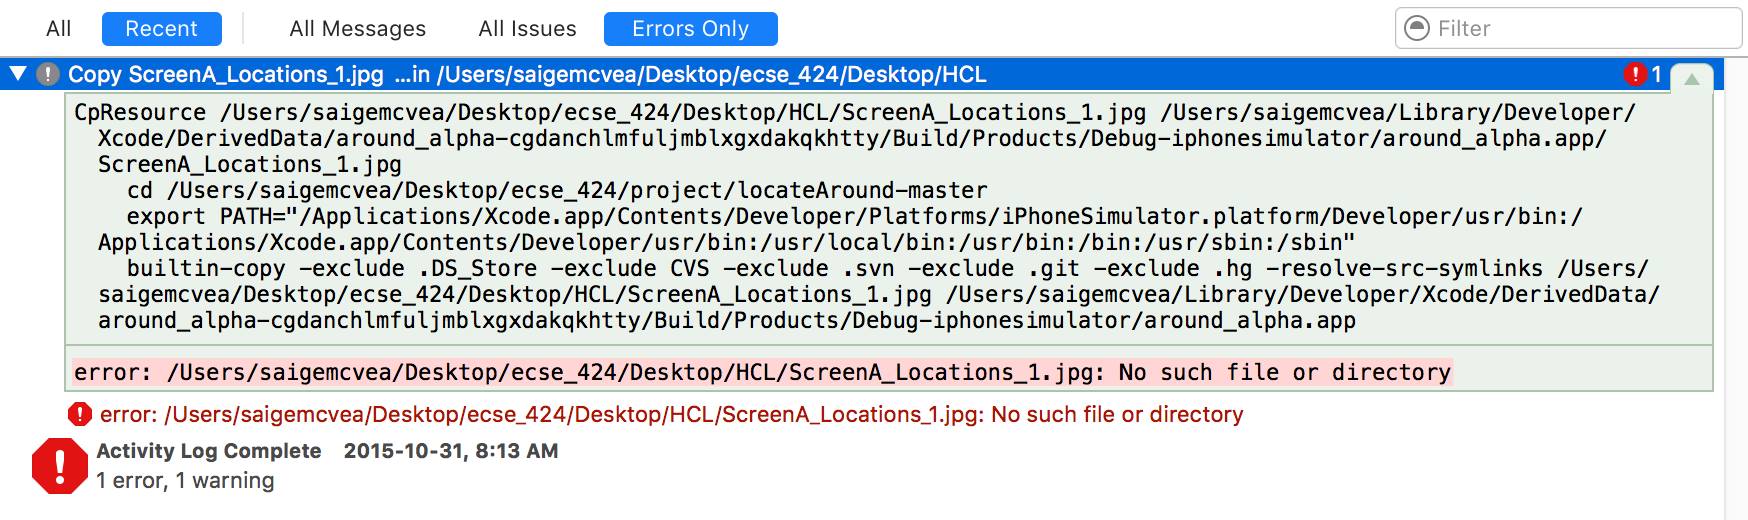 All Recent All Messages All Issues Errors Only Filter
Copy ScreenA_Locations_1.jpg ...in /Users/saigemcvea/Desktop/ecse_424/Desktop/HCL 1
CpResource /Users/saigemcvea/Desktop/ecse_424/Desktop/HCL/ScreenA_Locations_1.jpg /Users/saigemcvea/Library/Developer/
Xcode/DerivedData/around_alpha-cgdanchlmfuljmblxgxdakqkhtty/Build/Products/Debug-iphonesimulator/around_alpha.app/
ScreenA_Locations_1.jpg
cd /Users/saigemcvea/Desktop/ecse_424/project/locateAround-master
export PATH="/Applications/Xcode.app/Contents/Developer/Platforms/iPhoneSimulator.platform/Developer/usr/bin:/
Applications/Xcode.app/Contents/Developer/usr/bin:/usr/local/bin:/usr/bin:/bin:/usr/sbin:/sbin"
builtin-copy -exclude .DS_Store -exclude CVS -exclude .svn -exclude .git -exclude .hg -resolve-src-symlinks /Users/
saigemcvea/Desktop/ecse_424/Desktop/HCL/ScreenA_Locations_1.jpg /Users/saigemcvea/Library/Developer/Xcode/DerivedData/
around_alpha-cgdanchlmfuljmblxgxdakqkhtty/Build/Products/Debug-iphonesimulator/around_alpha.app
error: /Users/saigemcvea/Desktop/ecse_424/Desktop/HCL/ScreenA_Locations_1.jpg: No such file or directory
error: /Users/saigemcvea/Desktop/ecse_424/Desktop/HCL/ScreenA_Locations_1.jpg: No such file or directory
Activity Log Complete 2015-10-31, 8:13 AM
1 error, 1 warning